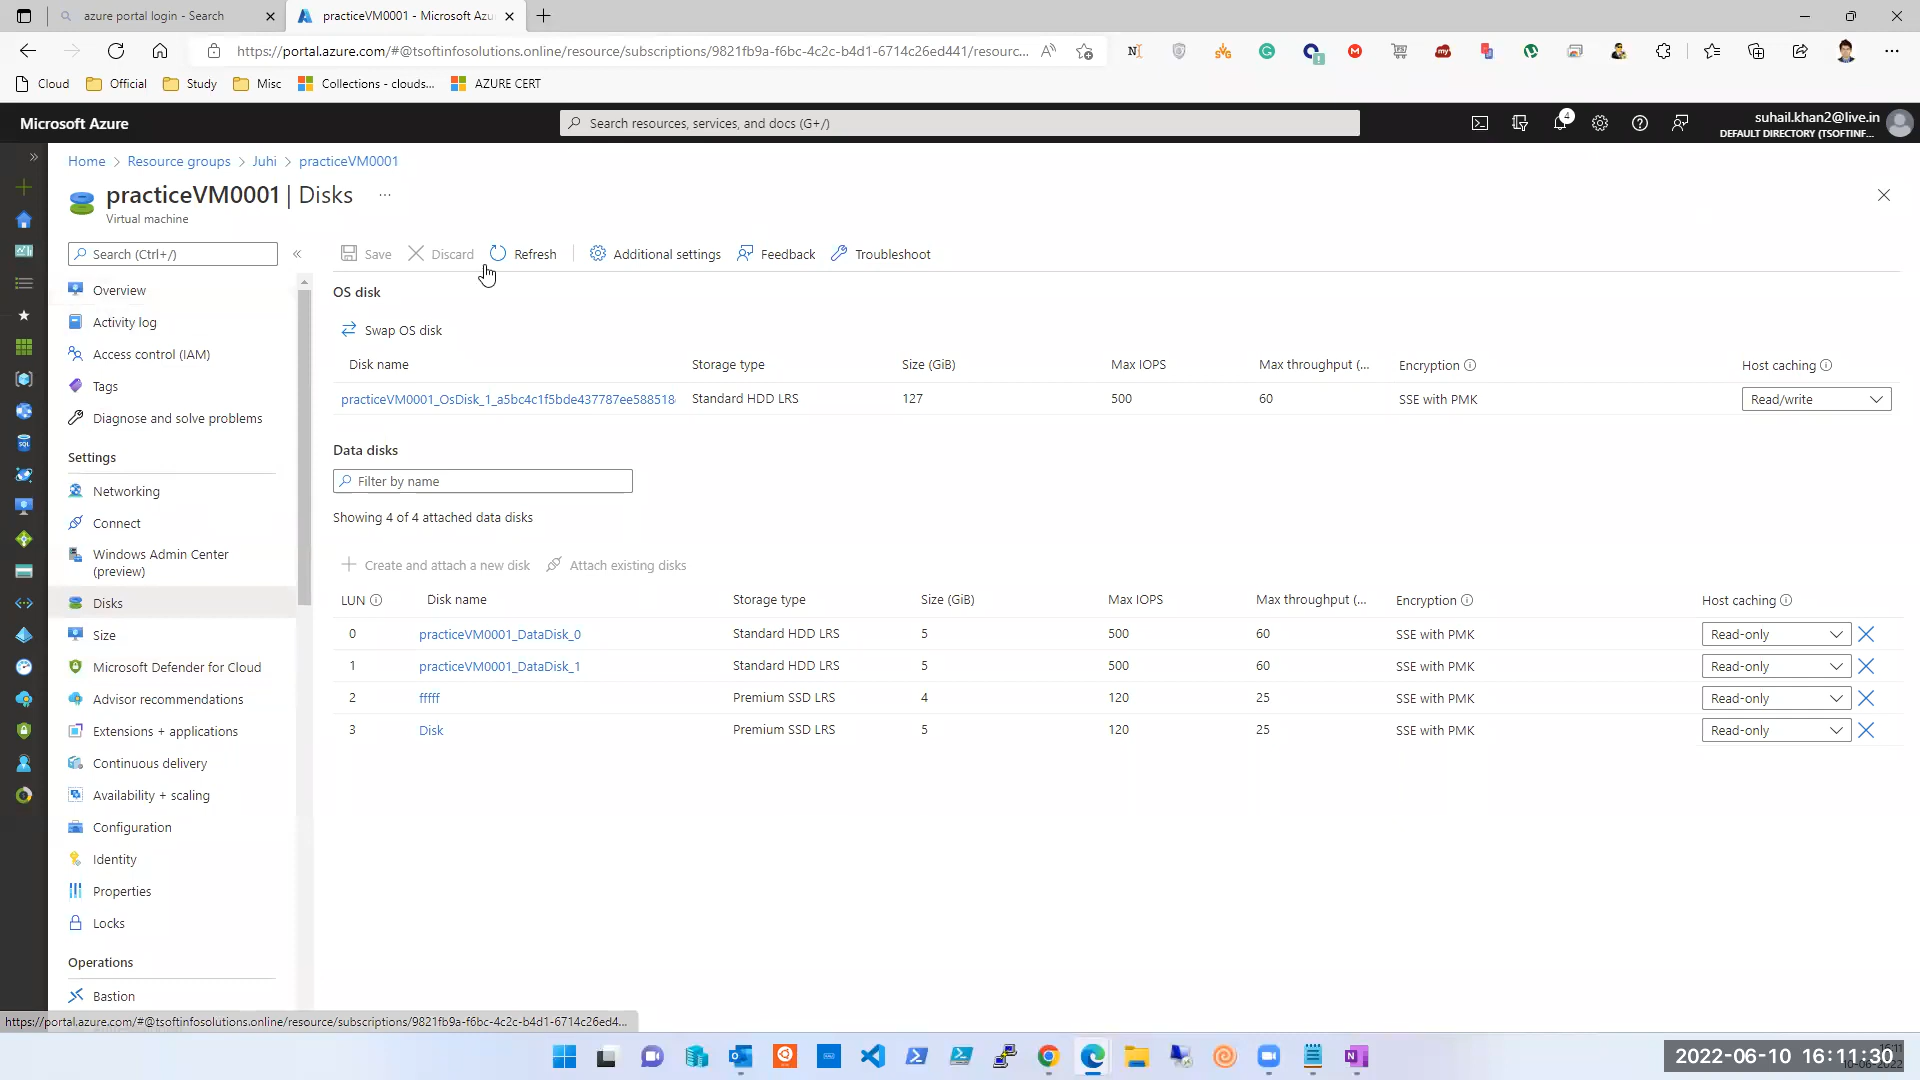 azure portal login - Search
practiceVM0001 - Microsoft Azu
https://portal.azure.com/#@tsoftinfosolutions.online/resource/subscriptions/9821fb9a-f6bc-4c2c-b4d1-6714c26ed441/resourc...
Cloud
Official
Study
Misc
Collections - clouds...
AZURE CERT
Microsoft Azure
Search resources, services, and docs (G+/)
4
suhail.khan2@live.in
DEFAULT DIRECTORY (TSOFTINF...
Home > Resource groups > Juhi > practiceVM0001
practiceVM0001 | Disks ...
Virtual machine
Search (Ctrl+/)
Overview
Activity log
Access control (IAM)
Tags
Diagnose and solve problems
Settings
Networking
Connect
Windows Admin Center
(preview)
Disks
Size
Microsoft Defender for Cloud
Advisor recommendations
Extensions + applications
Continuous delivery
Availability + scaling
Configuration
Identity
Properties
Locks
Operations
Bastion
Save Discard Refresh Additional settings Feedback Troubleshoot
OS disk
Swap OS disk
Disk name Storage type Size (GiB) Max IOPS Max throughput (... Encryption Host caching
practiceVM0001_OsDisk_1_a5bc4c1f5bde437787ee588518 Standard HDD LRS 127 500 60 SSE with PMK Read/write
Data disks
Filter by name
Showing 4 of 4 attached data disks
Create and attach a new disk Attach existing disks
LUN Disk name Storage type Size (GiB) Max IOPS Max throughput (... Encryption Host caching
0 practiceVM0001_DataDisk_0 Standard HDD LRS 5 500 60 SSE with PMK Read-only
1 practiceVM0001_DataDisk_1 Standard HDD LRS 5 500 60 SSE with PMK Read-only
2 fffff Premium SSD LRS 4 120 25 SSE with PMK Read-only
3 Disk Premium SSD LRS 5 120 25 SSE with PMK Read-only
https://portal.azure.com/#@tsoftinfosolutions.online/resource/subscriptions/9821fb9a-f6bc-4c2c-b4d1-6714c26ed4...
2022-06-10 16:11:30